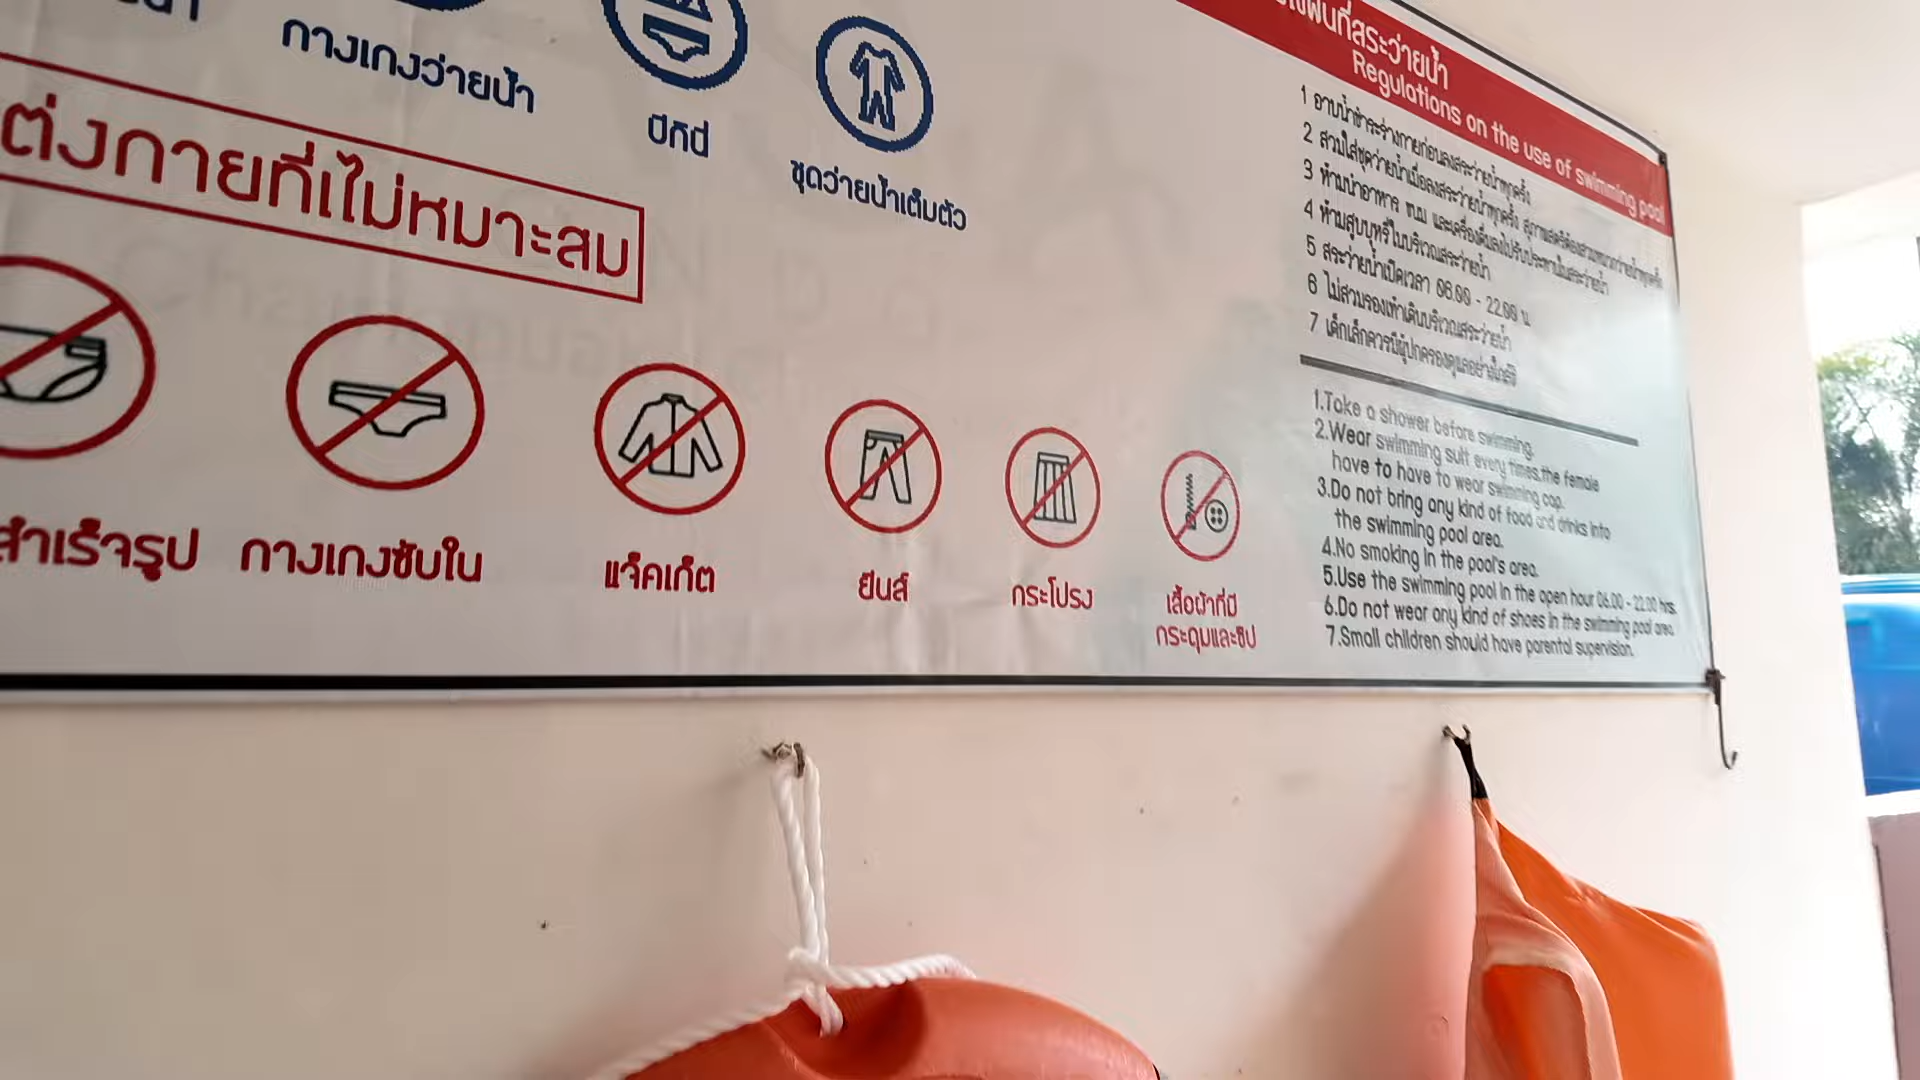 กางเกงว่ายน้ำ
บิกินี่
ชุดว่ายน้ำเต็มตัว
ต่งกายที่ไม่หมาะสม
สำเร็จรูป
กางเกงชับใน
แจ็คเก็ต
ยีนส์
กระโปรง
เสื้อผ้าที่มี
กระดุมและซิป
สระว่ายน้ำ
Regulations on the use of swimming pool
1 อาบน้ำชำระร่างกายก่อนลงสระว่ายน้ำทุกครั้ง
2 สวมใส่ชุดว่ายน้ำเมื่อลงสระว่ายน้ำทุกครั้ง สุภาพสตรีต้องสวมหมวกว่ายน้ำทุกครั้ง
3 ห้ามนำอาหาร ขนม และเครื่องดื่มลงไปรับประทานในสระว่ายน้ำ
4 ห้ามสูบบุหรี่ในบริเวณสระว่ายน้ำ
5 สระว่ายน้ำเปิดเวลา 06.00 - 22.00 น.
6 ไม่สวมรองเท้าเดินบริเวณสระว่ายน้ำ
7 เด็กเล็กควรมีผู้ปกครองดูแลอย่างใกล้ชิด
1.Take a shower before swimming.
2.Wear swimming suit every times,the female
have to have to wear swimming cap.
3.Do not bring any kind of food and drinks into
the swimming pool area.
4.No smoking in the pool's area.
5.Use the swimming pool in the open hour 06.00 - 22.00 hrs.
6.Do not wear any kind of shoes in the swimming pool area.
7.Small children should have parental supervision.